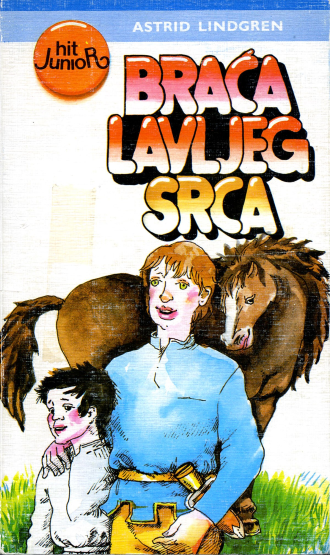 ASTRID LINDGREN
hit
JunioR
BRAĆA
LAVLJEG
SRCA